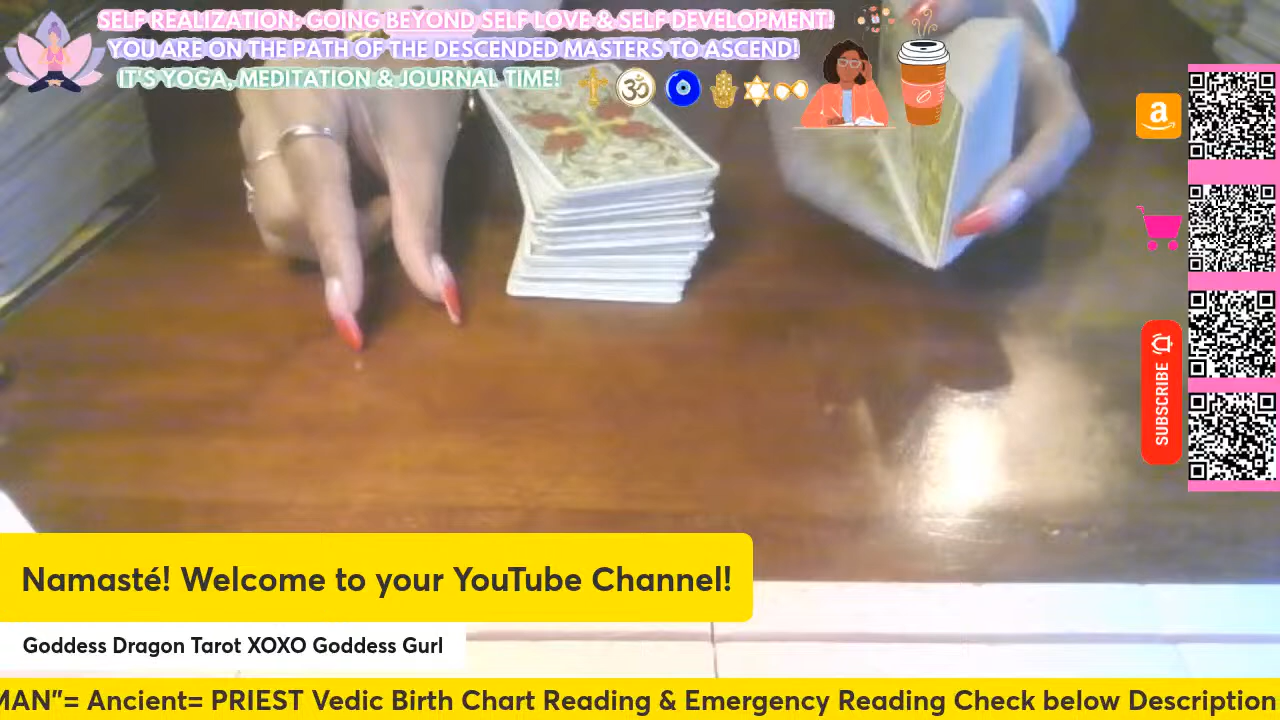 SELF REALIZATION: GOING BEYOND SELF LOVE & SELF DEVELOPMENT!
YOU ARE ON THE PATH OF THE DESCENDED MASTERS TO ASCEND!
IT'S YOGA, MEDITATION & JOURNAL TIME!
SUBSCRIBE
Namasté! Welcome to your YouTube Channel!
Goddess Dragon Tarot XOXO Goddess Gurl
MAN"= Ancient= PRIEST Vedic Birth Chart Reading & Emergency Reading Check below Description